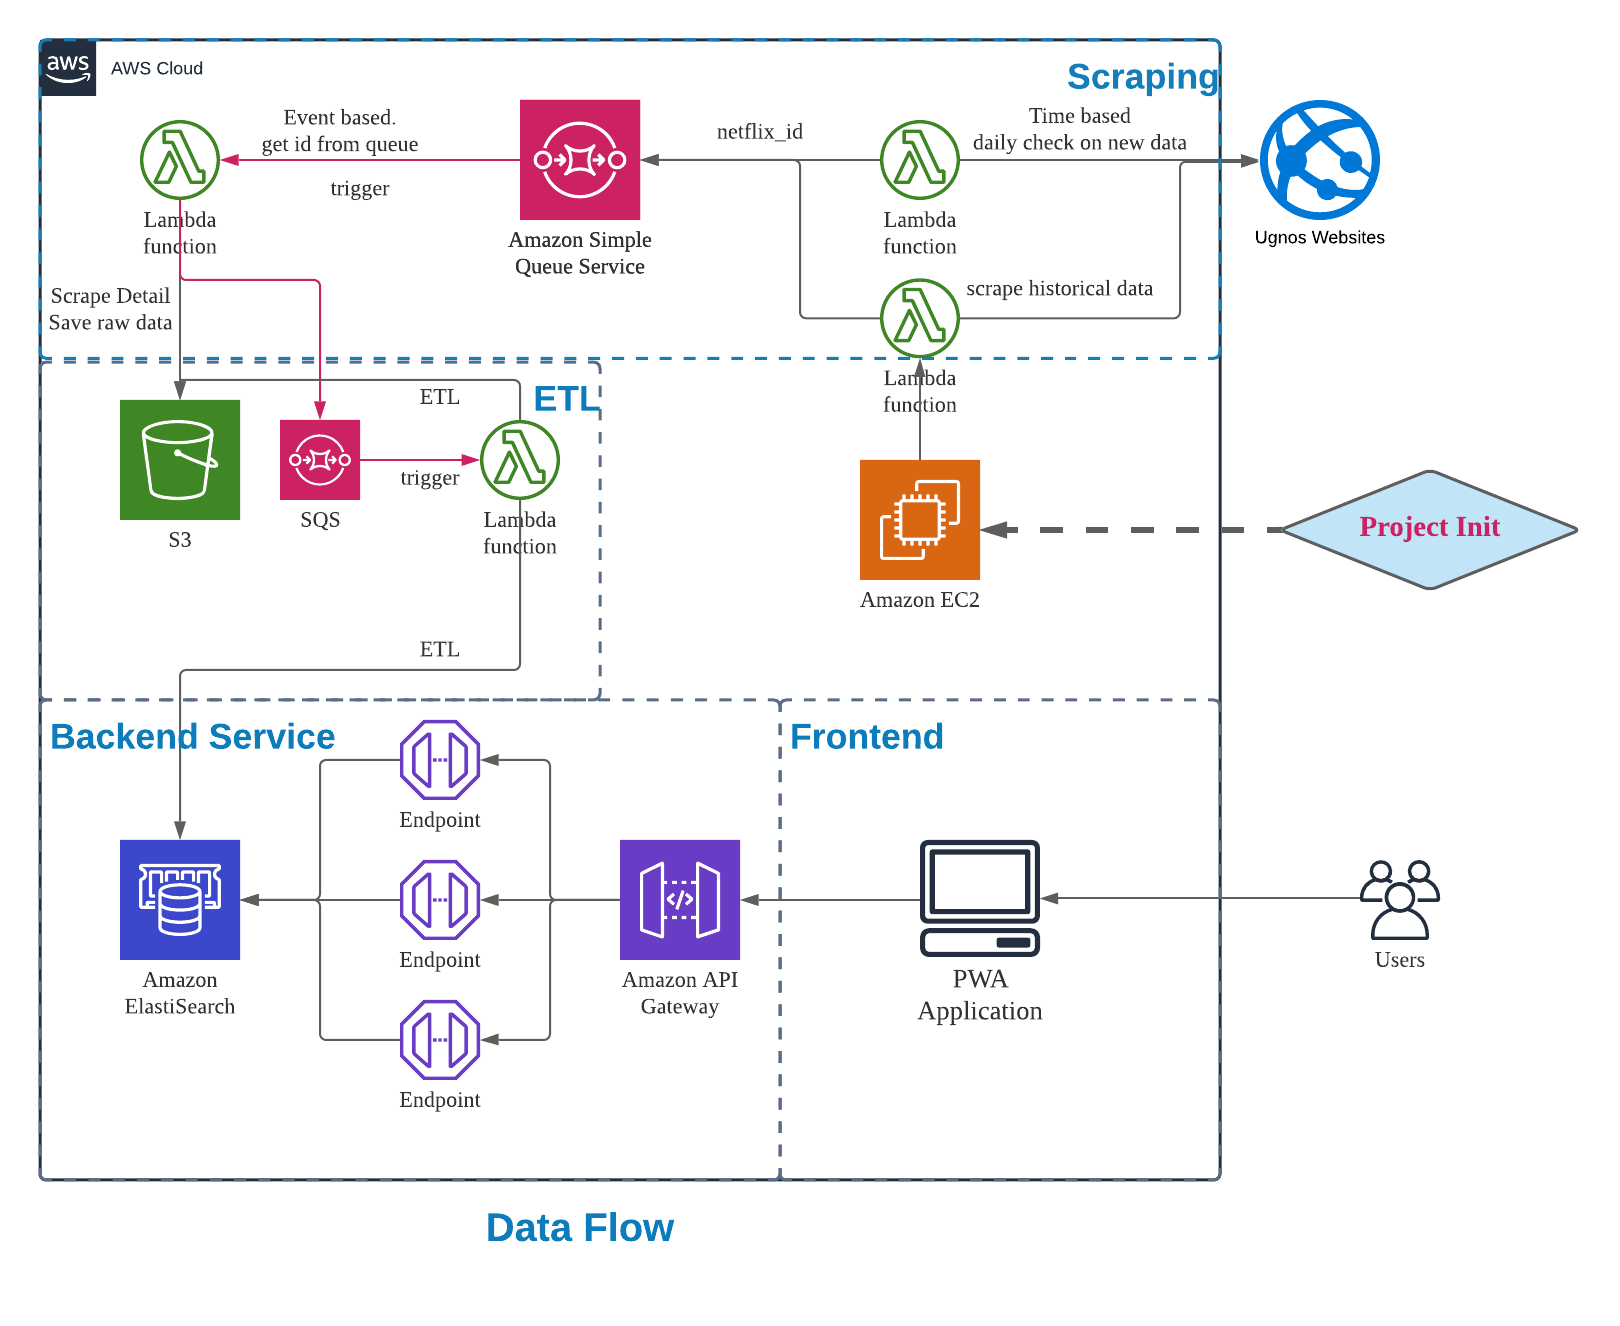 aws
AWS Cloud
Scraping
Event based.
get id from queue
trigger
netflix_id
Time based
daily check on new data
Lambda
function
Amazon Simple
Queue Service
Lambda
function
Ugnos Websites
Scrape Detail
Save raw data
scrape historical data
Lambda
function
ETL
ETL
trigger
S3
SQS
Lambda
function
Project Init
Amazon EC2
ETL
Backend Service
Frontend
Endpoint
Endpoint
Endpoint
Amazon
ElastiSearch
Amazon API
Gateway
PWA
Application
Users
Data Flow